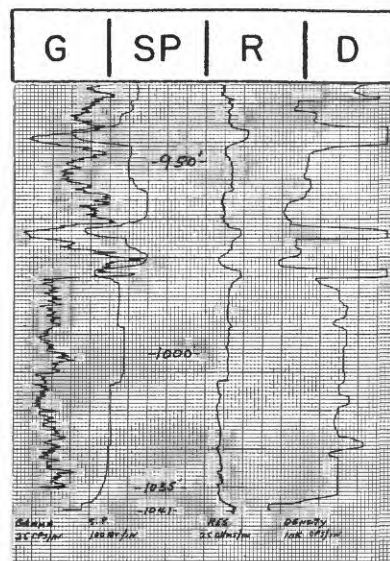 G SP R D
-950'-
-1000'-
-1035'-
-1041-
GAMMA S.P. RES DENSITY